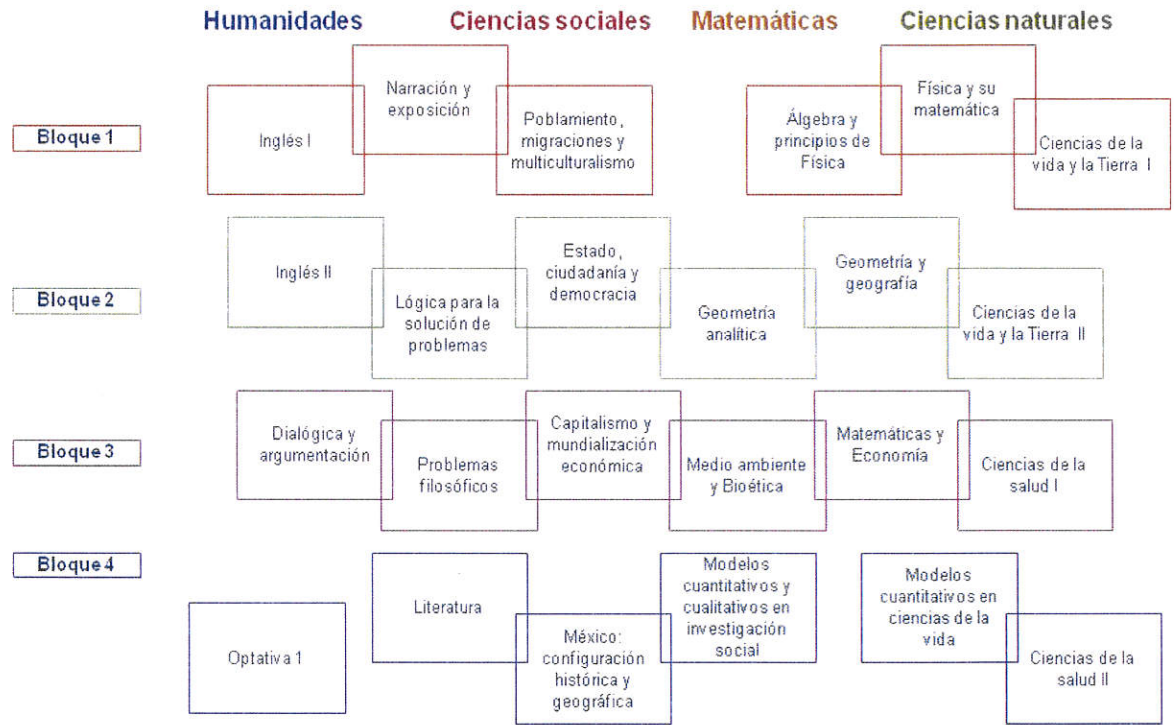 Humanidades
Ciencias sociales
Matemáticas
Ciencias naturales
Bloque 1
Inglés I
Narración y
exposición
Poblamiento,
migraciones y
multiculturalismo
Álgebra y
principios de
Física
Física y su
matemática
Ciencias de la
vida y la Tierra I
Bloque 2
Inglés II
Lógica para la
solución de
problemas
Estado,
ciudadanía y
democracia
Geometría
analítica
Geometría y
geografía
Ciencias de la
vida y la Tierra II
Bloque 3
Dialógica y
argumentación
Problemas
filosóficos
Capitalismo y
mundialización
económica
Medio ambiente
y Bioética
Matemáticas y
Economía
Ciencias de la
salud I
Bloque 4
Optativa 1
Literatura
México:
configuración
histórica y
geográfica
Modelos
cuantitativos y
cualitativos en
investigación
social
Modelos
cuantitativos en
ciencias de la
vida
Ciencias de la
salud II